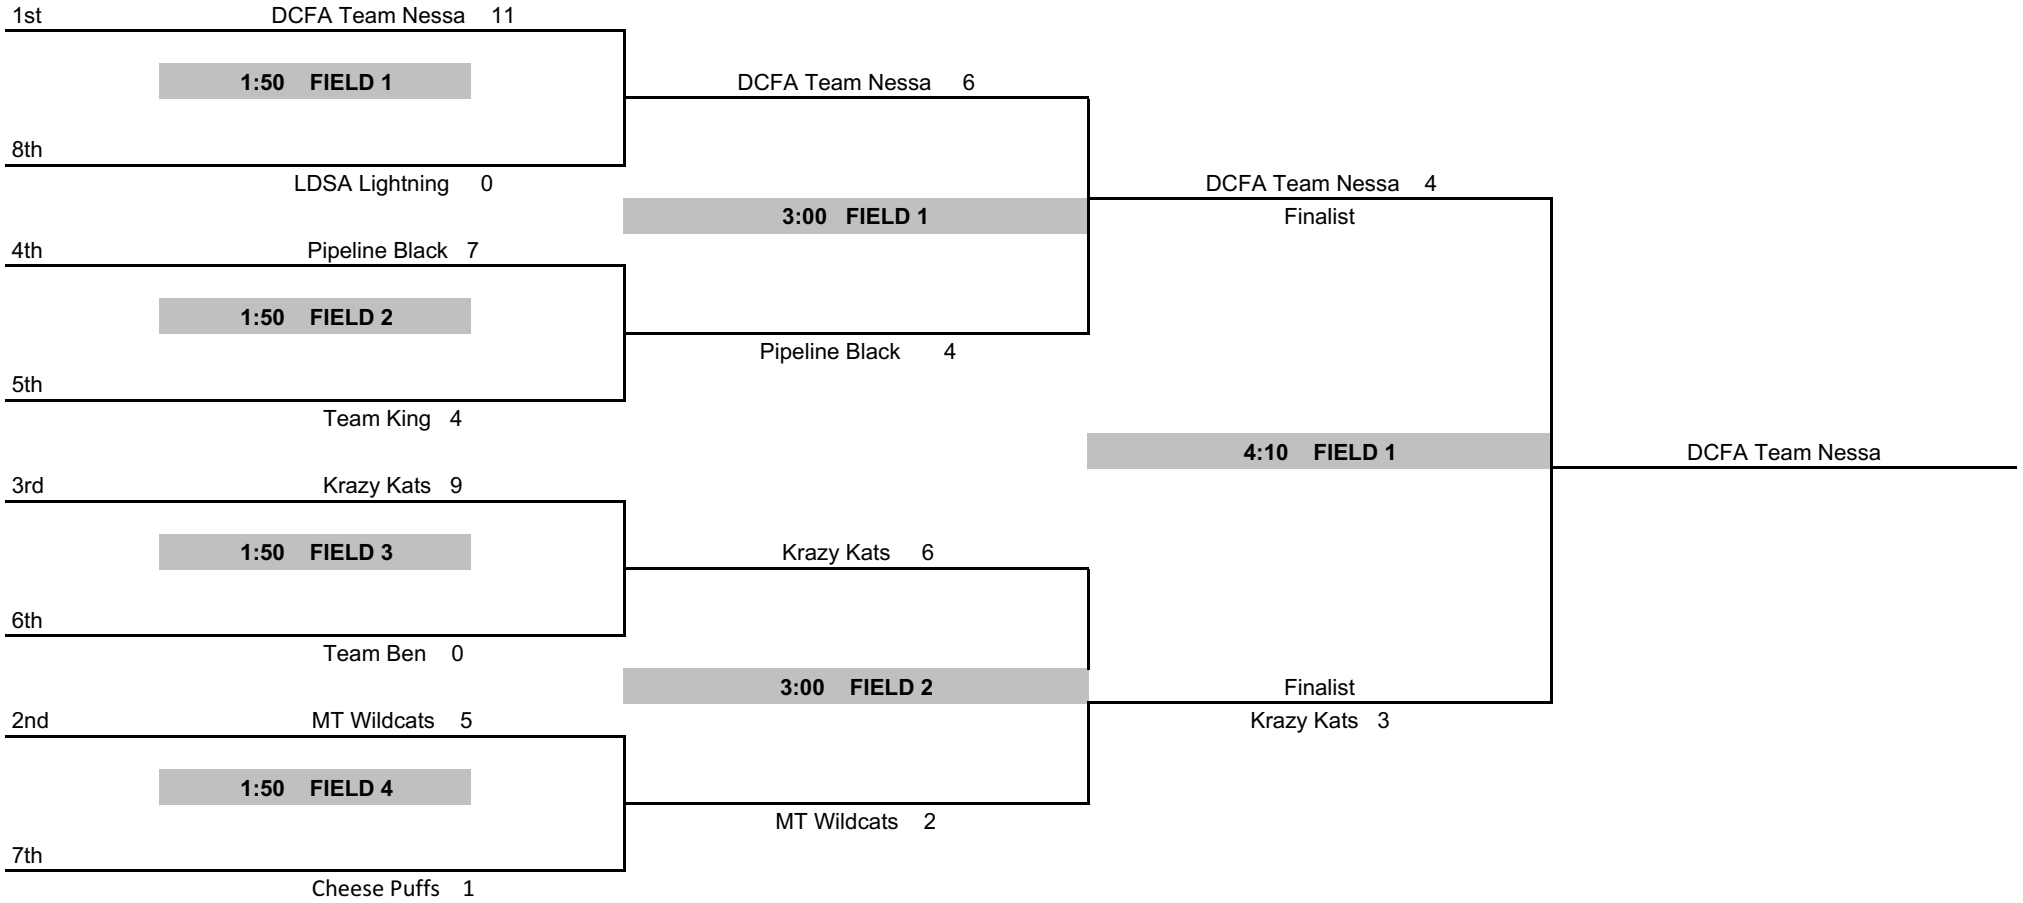 1st DCFA Team Nessa 11
1:50 FIELD 1
DCFA Team Nessa 6
8th
LDSA Lightning 0
DCFA Team Nessa 4
3:00 FIELD 1
Finalist
4th Pipeline Black 7
1:50 FIELD 2
Pipeline Black 4
5th
Team King 4
4:10 FIELD 1
DCFA Team Nessa
3rd Krazy Kats 9
1:50 FIELD 3
Krazy Kats 6
6th
Team Ben 0
3:00 FIELD 2
Finalist
2nd MT Wildcats 5
Krazy Kats 3
1:50 FIELD 4
MT Wildcats 2
7th
Cheese Puffs 1